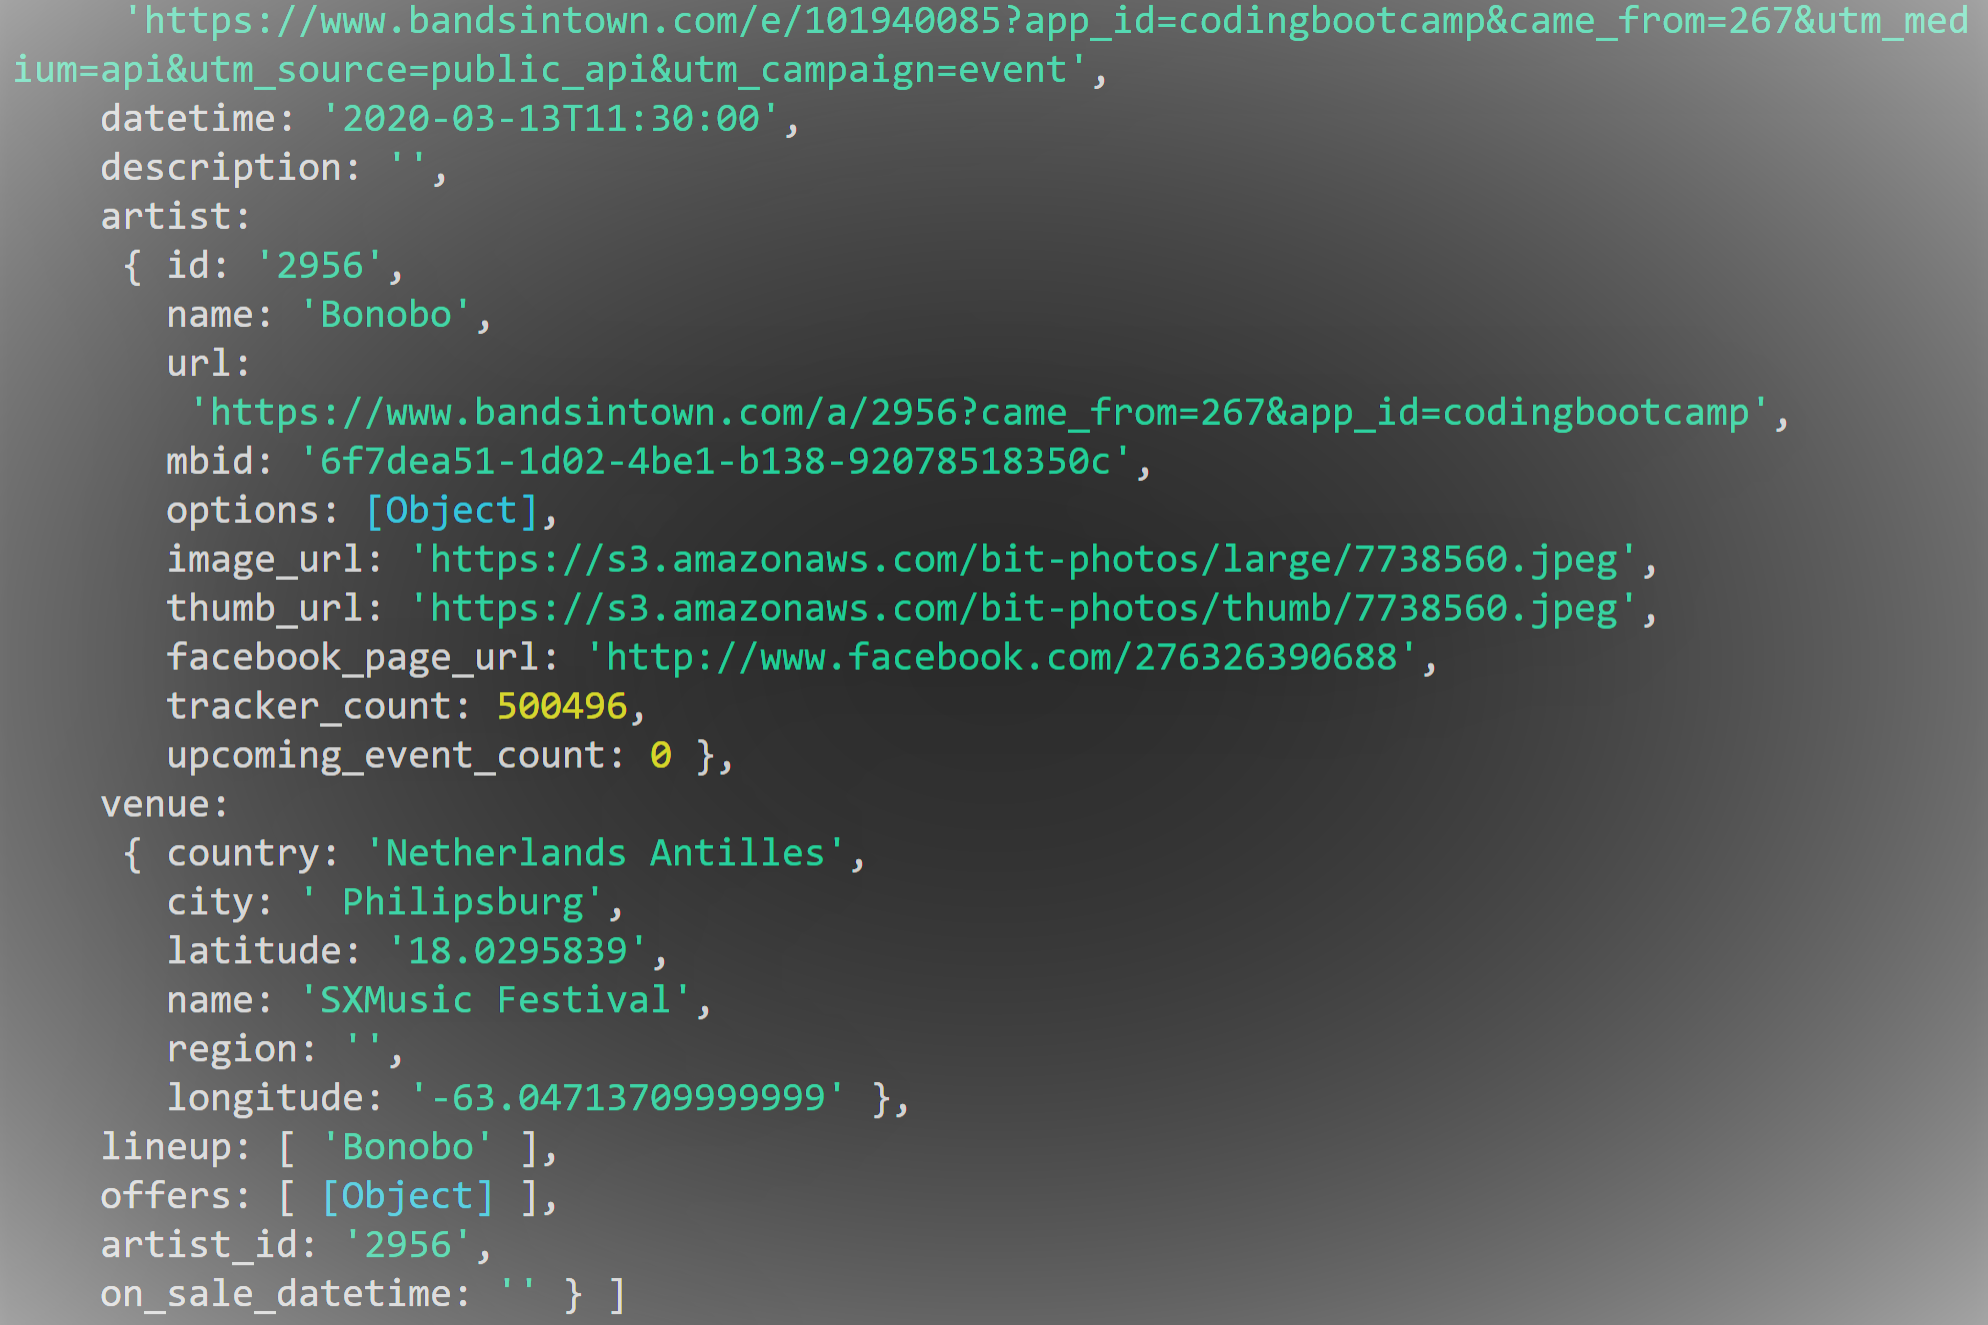 'https://www.bandsintown.com/e/101940085?app_id=codingbootcamp&came_from=267&utm_med
ium=api&utm_source=public_api&utm_campaign=event',
datetime: '2020-03-13T11:30:00',
description: '',
artist:
{ id: '2956',
name: 'Bonobo',
url:
'https://www.bandsintown.com/a/2956?came_from=267&app_id=codingbootcamp',
mbid: '6f7dea51-1d02-4be1-b138-92078518350c',
options: [Object],
image_url: 'https://s3.amazonaws.com/bit-photos/large/7738560.jpeg',
thumb_url: 'https://s3.amazonaws.com/bit-photos/thumb/7738560.jpeg',
facebook_page_url: 'http://www.facebook.com/276326390688',
tracker_count: 500496,
upcoming_event_count: 0 },
venue:
{ country: 'Netherlands Antilles',
city: ' Philipsburg',
latitude: '18.0295839',
name: 'SXMusic Festival',
region: '',
longitude: '-63.04713709999999' },
lineup: [ 'Bonobo' ],
offers: [ [Object] ],
artist_id: '2956',
on_sale_datetime: '' } ]